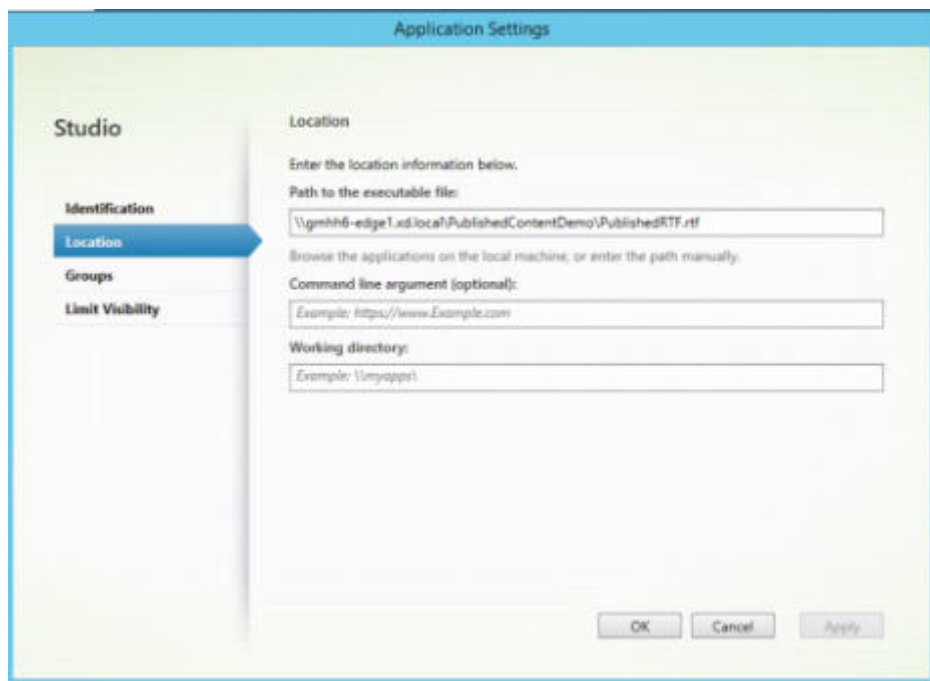 Application Settings
Studio
Identification
Location
Groups
Limit Visibility
Location
Enter the location information below.
Path to the executable file:
\\gmhh6-edge1.xd.local\PublishedContentDemo\PublishedRTF.rtf
Browse the applications on the local machine, or enter the path manually.
Command line argument (optional):
Example: https://www.Example.com
Working directory:
Example: \\myapps\
OK
Cancel
Apply